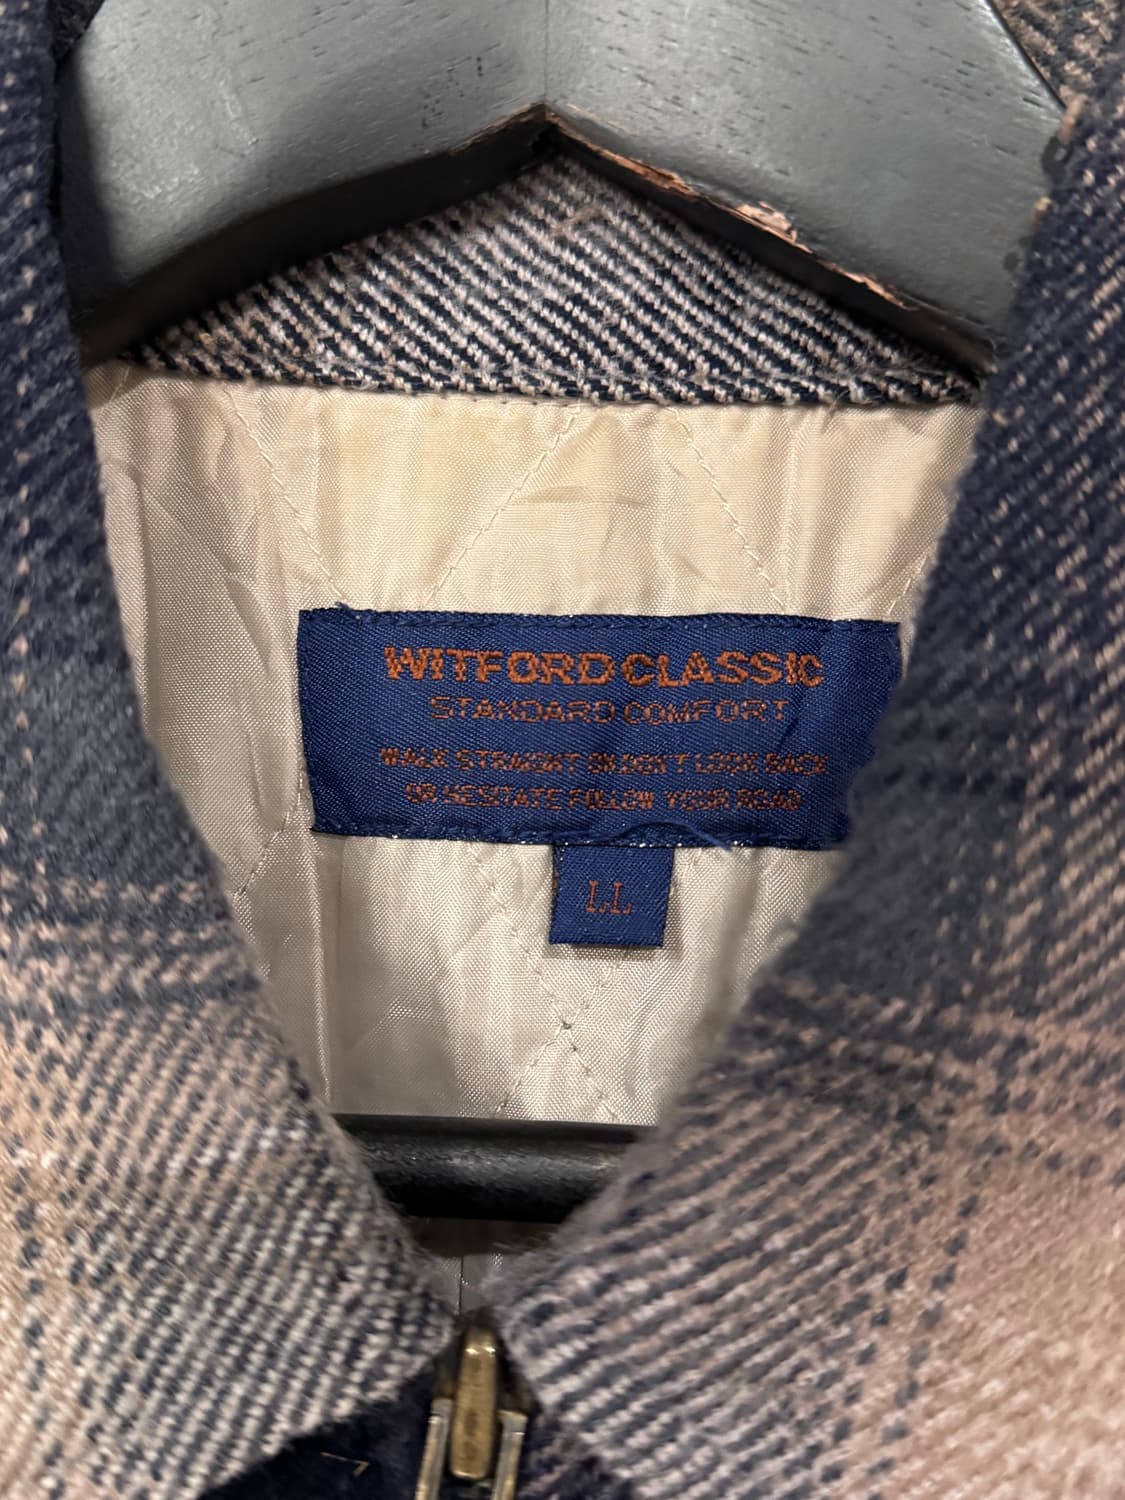 WITFORD CLASSIC
STANDARD COMFORT
WALK STRAIGHT ON DON'T LOOK BACK
OR HESITATE FOLLOW YOUR ROAD
LL